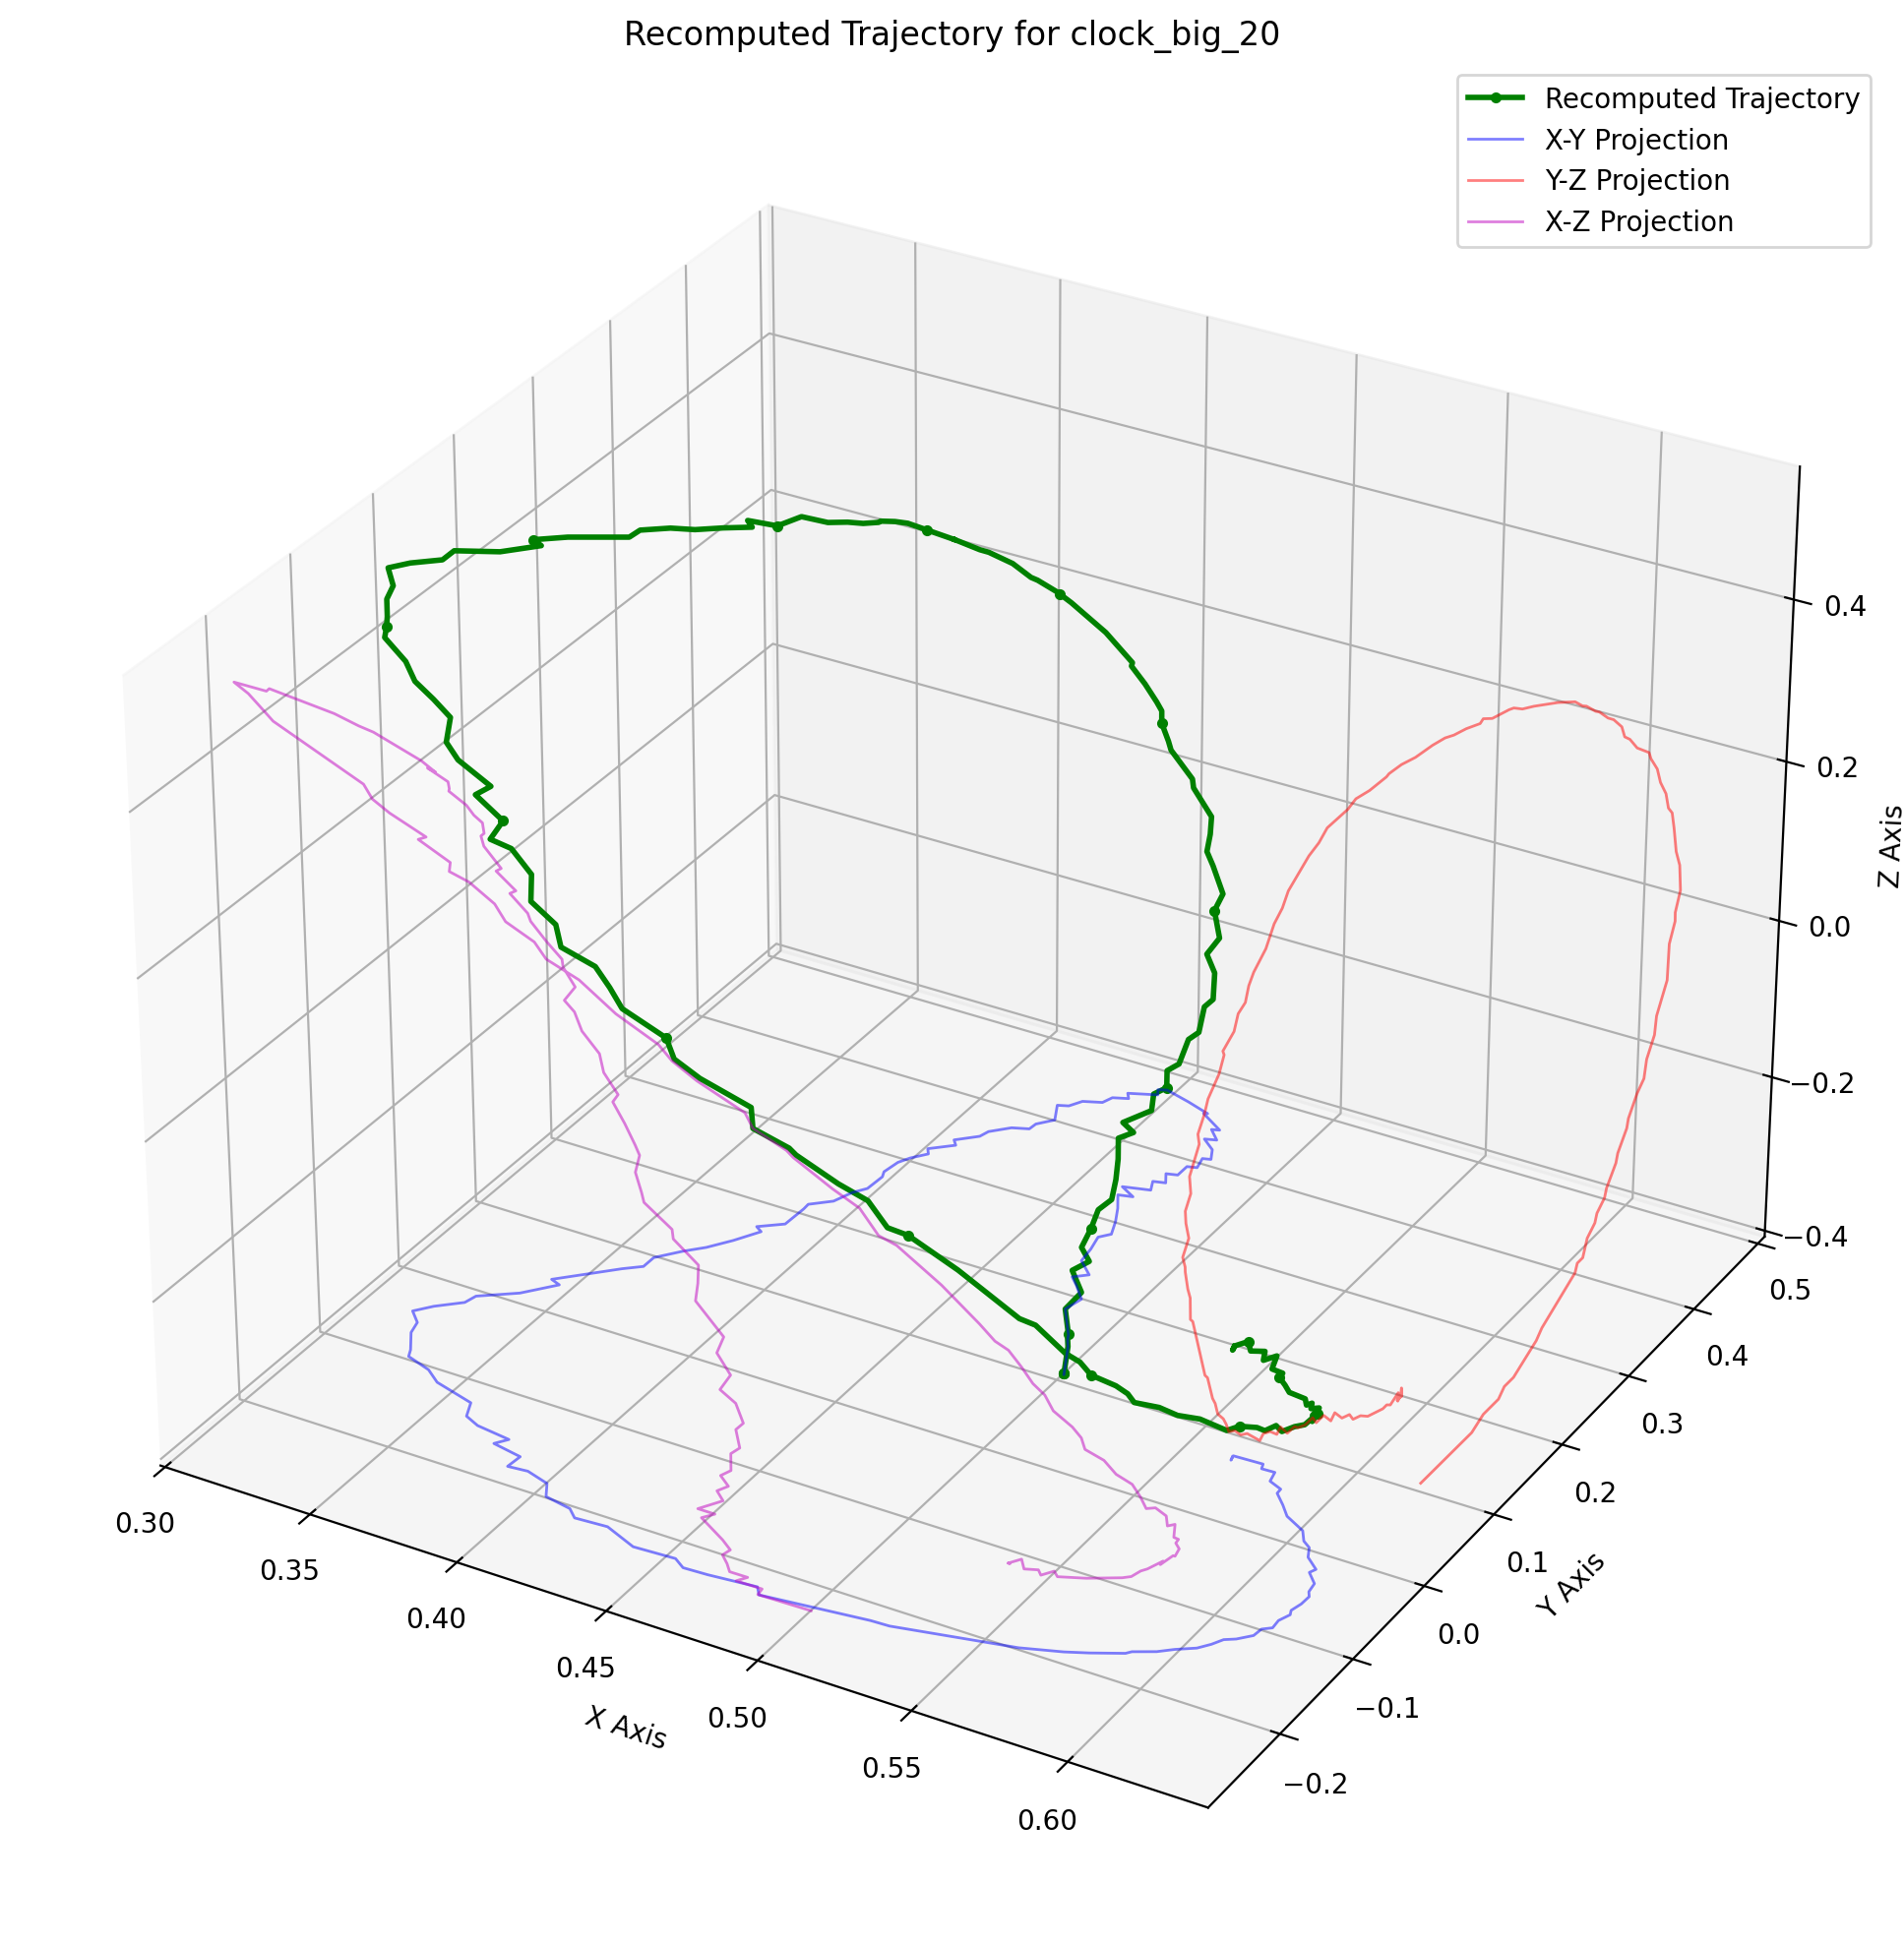 Recomputed Trajectory for clock_big_20
Recomputed Trajectory
X-Y Projection
Y-Z Projection
X-Z Projection
0.4
0.2
0.0
−0.2
−0.4
Z Axis
0.5
0.4
0.3
0.2
0.1
0.0
−0.1
−0.2
Y Axis
0.30
0.35
0.40
0.45
0.50
0.55
0.60
X Axis